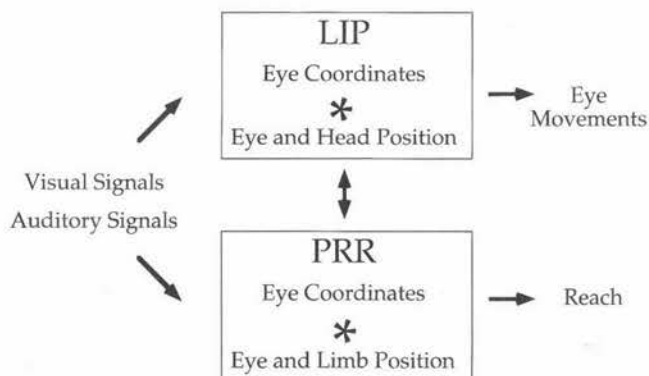 LIP
Eye Coordinates
*
Eye and Head Position
Eye
Movements
Visual Signals
Auditory Signals
PRR
Eye Coordinates
*
Eye and Limb Position
Reach